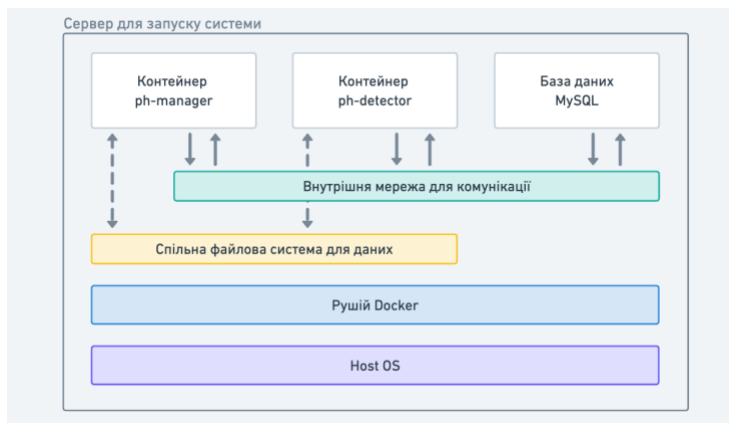 Сервер для запуску системи
Контейнер
ph-manager
Контейнер
ph-detector
База даних
MySQL
Внутрішня мережа для комунікації
Спільна файлова система для даних
Рушій Docker
Host OS